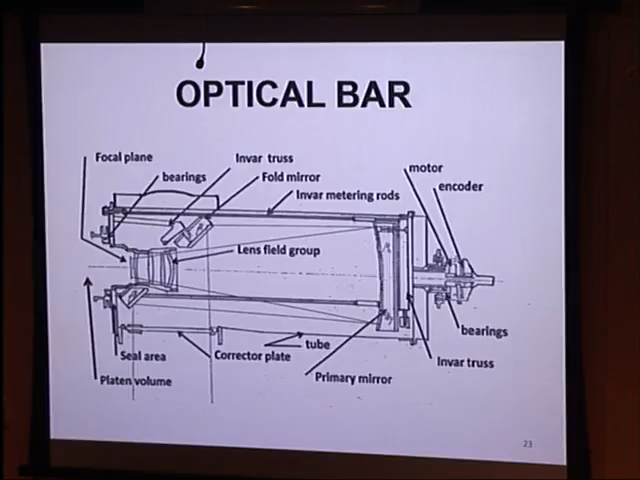 OPTICAL BAR
Focal plane
Invar truss
bearings
Fold mirror
motor
encoder
Invar metering rods
Lens field group
bearings
tube
Seal area
Corrector plate
Invar truss
Platen volume
Primary mirror
23